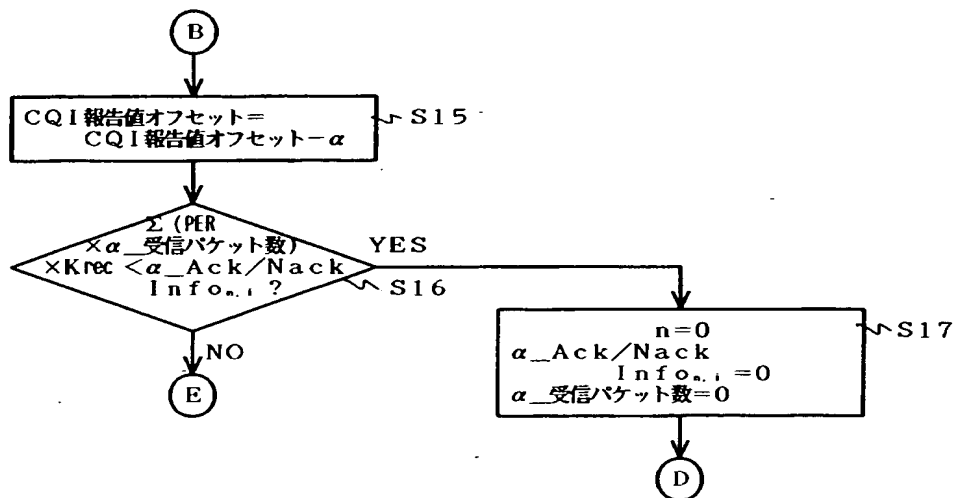 B
CQI報告値オフセット=
CQI報告値オフセット-α
S15
Σ(PER
×α_受信パケット数)
×Krec<α_Ack/Nack
Info n,i ?
YES
S16
NO
E
n=0
α_Ack/Nack
Info n,i =0
α_受信パケット数=0
S17
D